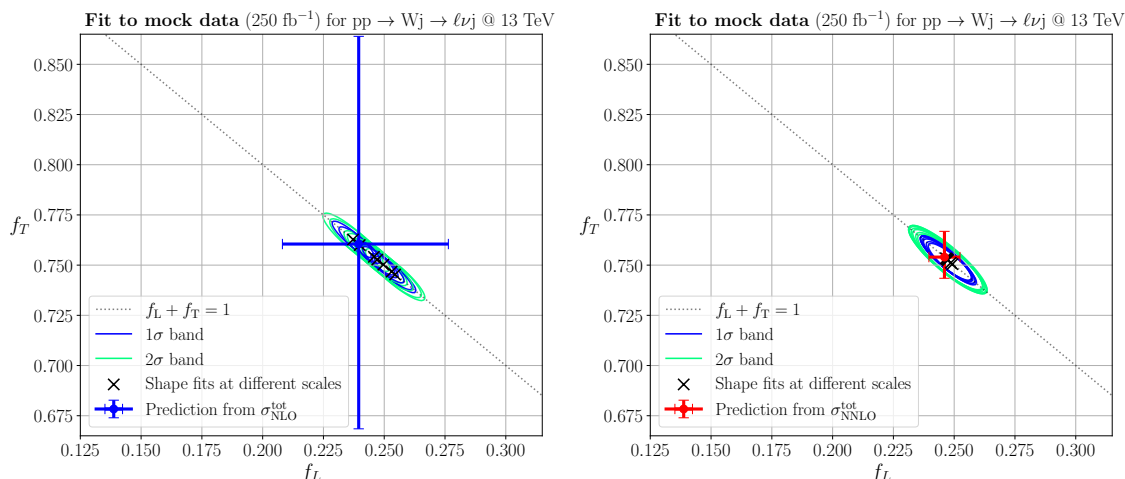 Fit to mock data (250 fb⁻¹) for pp → Wj → ℓνj @ 13 TeV
0.850
0.825
0.800
0.775
f_T
0.750
0.725
0.700
0.675
f_L + f_T = 1
1σ band
2σ band
Shape fits at different scales
Prediction from σ^tot_NLO
0.125 0.150 0.175 0.200 0.225 0.250 0.275 0.300
f_L
Fit to mock data (250 fb⁻¹) for pp → Wj → ℓνj @ 13 TeV
0.850
0.825
0.800
0.775
f_T
0.750
0.725
0.700
0.675
f_L + f_T = 1
1σ band
2σ band
Shape fits at different scales
Prediction from σ^tot_NNLO
0.125 0.150 0.175 0.200 0.225 0.250 0.275 0.300
f_L